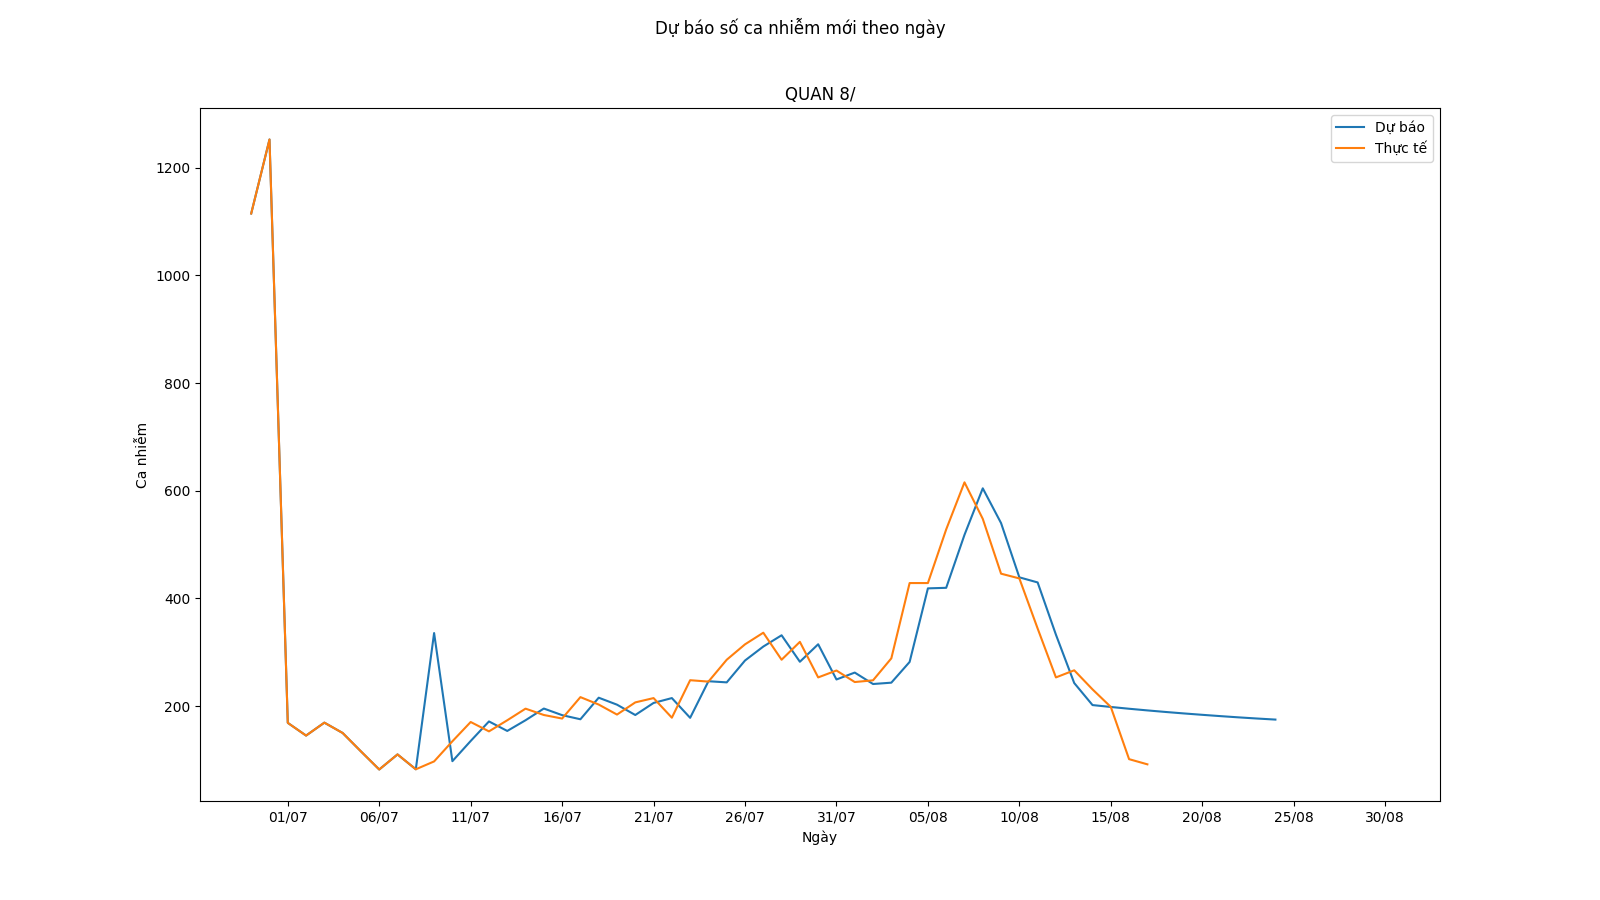 Dự báo số ca nhiễm mới theo ngày
QUAN 8/
Dự báo
Thực tế
1200
1000
800
600
400
200
Ca nhiễm
01/07 06/07 11/07 16/07 21/07 26/07 31/07 05/08 10/08 15/08 20/08 25/08 30/08
Ngày